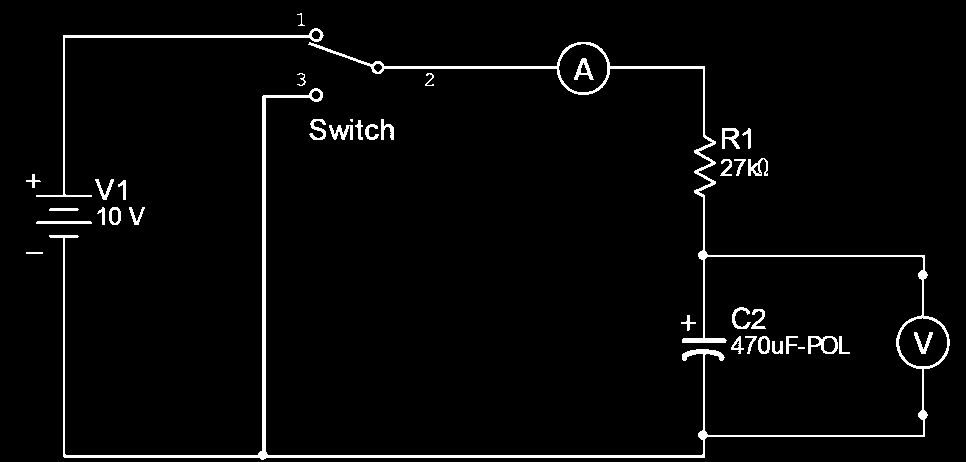 1
3
2
Switch
A
R1
27kΩ
+
V1
10 V
−
+
C2
470uF-POL
V